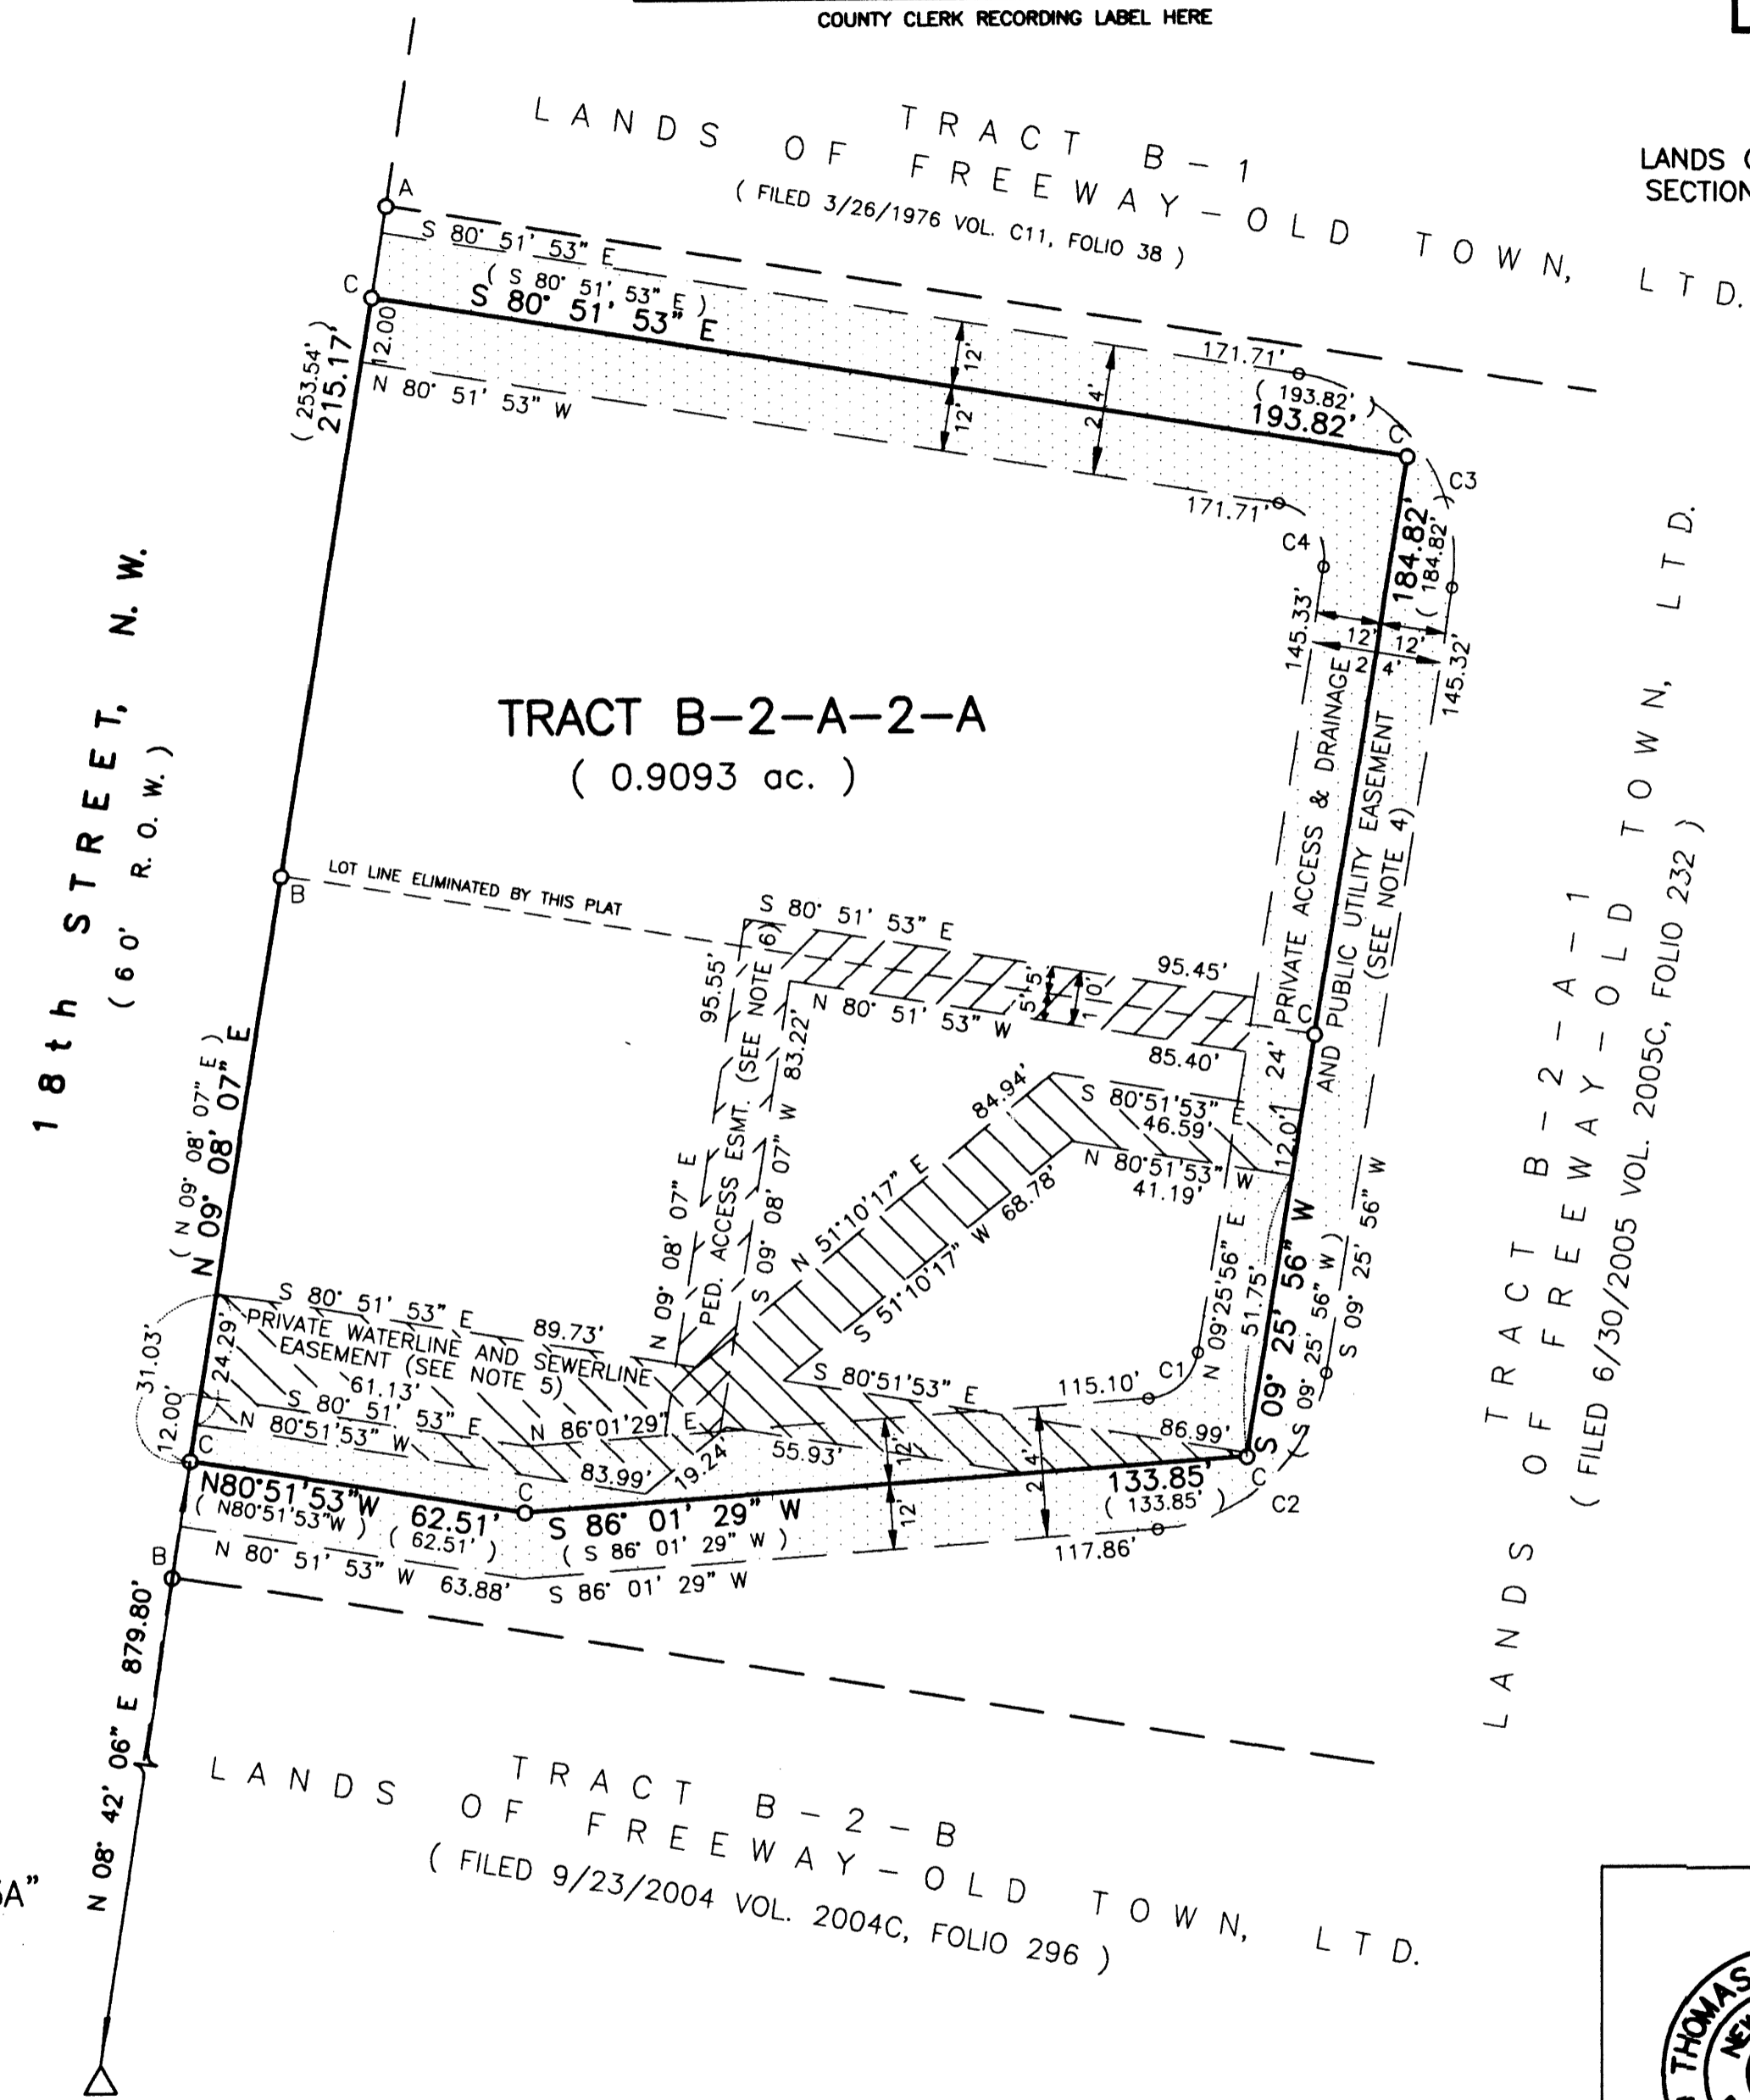 COUNTY CLERK RECORDING LABEL HERE
L
LANDS
SECTION
TRACT B-1
LANDS OF FREEWAY-OLD TOWN, LTD.
( FILED 3/26/1976 VOL. C11, FOLIO 38 )
A
S 80° 51' 53" E
( S 80° 51' 53" E )
S 80° 51' 53" E
C
12.00
( 253.54' )
215.17'
N 80° 51' 53" W
12'
12'
24'
171.71'
( 193.82' )
193.82'
C
C3
171.71'
C4
184.82'
( 184.82' )
145.33'
12'
12'
24'
145.32'
18th STREET, N.W.
( 60' R.O.W. )
TRACT B-2-A-2-A
( 0.9093 ac. )
24' PRIVATE ACCESS & DRAINAGE
AND PUBLIC UTILITY EASEMENT
(SEE NOTE 4)
B
LOT LINE ELIMINATED BY THIS PLAT
S 80° 51' 53" E
95.45'
95.55'
5'
5'
10'
N 80° 51' 53" W
85.40'
C
PED. ACCESS ESMT. (SEE NOTE 6)
83.22'
N 09° 08' 07" E
S 09° 08' 07" W
84.94'
N 51°10'17" E
S 51°10'17" W
68.78'
S 80°51'53" E
46.59'
N 80°51'53" W
41.19'
12.0'
( N 09° 08' 07" E )
N 09° 08' 07" E
N 09°25'56" E
51.75'
S 09° 25' 56" W
( S 09° 25' 56" W )
S 09° 25' 56" W
TRACT B-2-A-1
LANDS OF FREEWAY-OLD TOWN, LTD.
( FILED 6/30/2005 VOL. 2005C, FOLIO 232 )
S 80° 51' 53" E
89.73'
PRIVATE WATERLINE AND SEWERLINE
EASEMENT (SEE NOTE 5)
31.03'
24.29'
12.00'
61.13'
S 80° 51' 53" E
N 80°51'53" W
N 86°01'29" E
83.99'
19.24'
55.93'
S 80°51'53" E
115.10'
C1
86.99'
12'
12'
24'
C
N80°51'53"W
62.51'
( N80°51'53"W )
( 62.51' )
C
S 86° 01' 29" W
( S 86° 01' 29" W )
133.85'
( 133.85' )
C
C2
B
N 80° 51' 53" W
63.88'
S 86° 01' 29" W
117.86'
N 08° 42' 06" E 879.80'
TRACT B-2-B
LANDS OF FREEWAY-OLD TOWN, LTD.
( FILED 9/23/2004 VOL. 2004C, FOLIO 296 )
A"
THOMAS